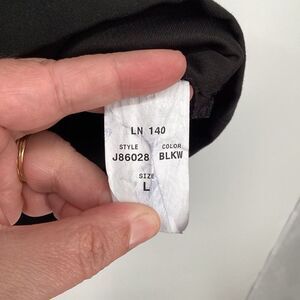 LN 140
STYLE COLOR
J86028 BLKW
SIZE
L